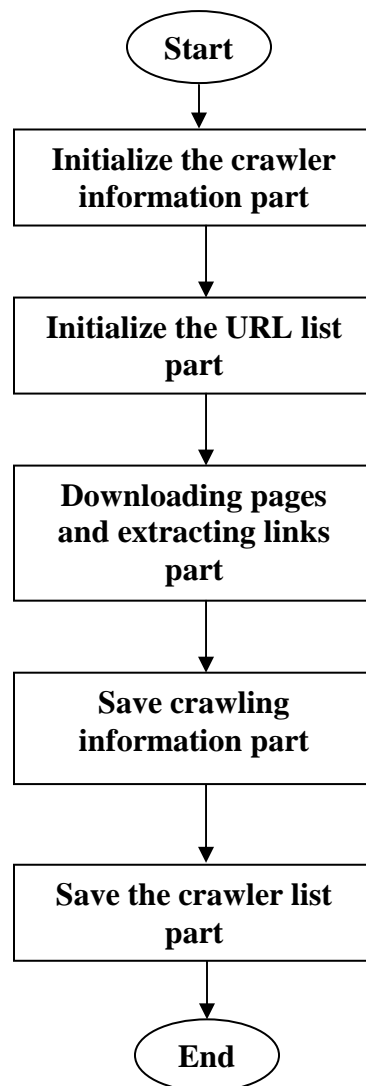 Start
Initialize the crawler
information part
Initialize the URL list
part
Downloading pages
and extracting links
part
Save crawling
information part
Save the crawler list
part
End